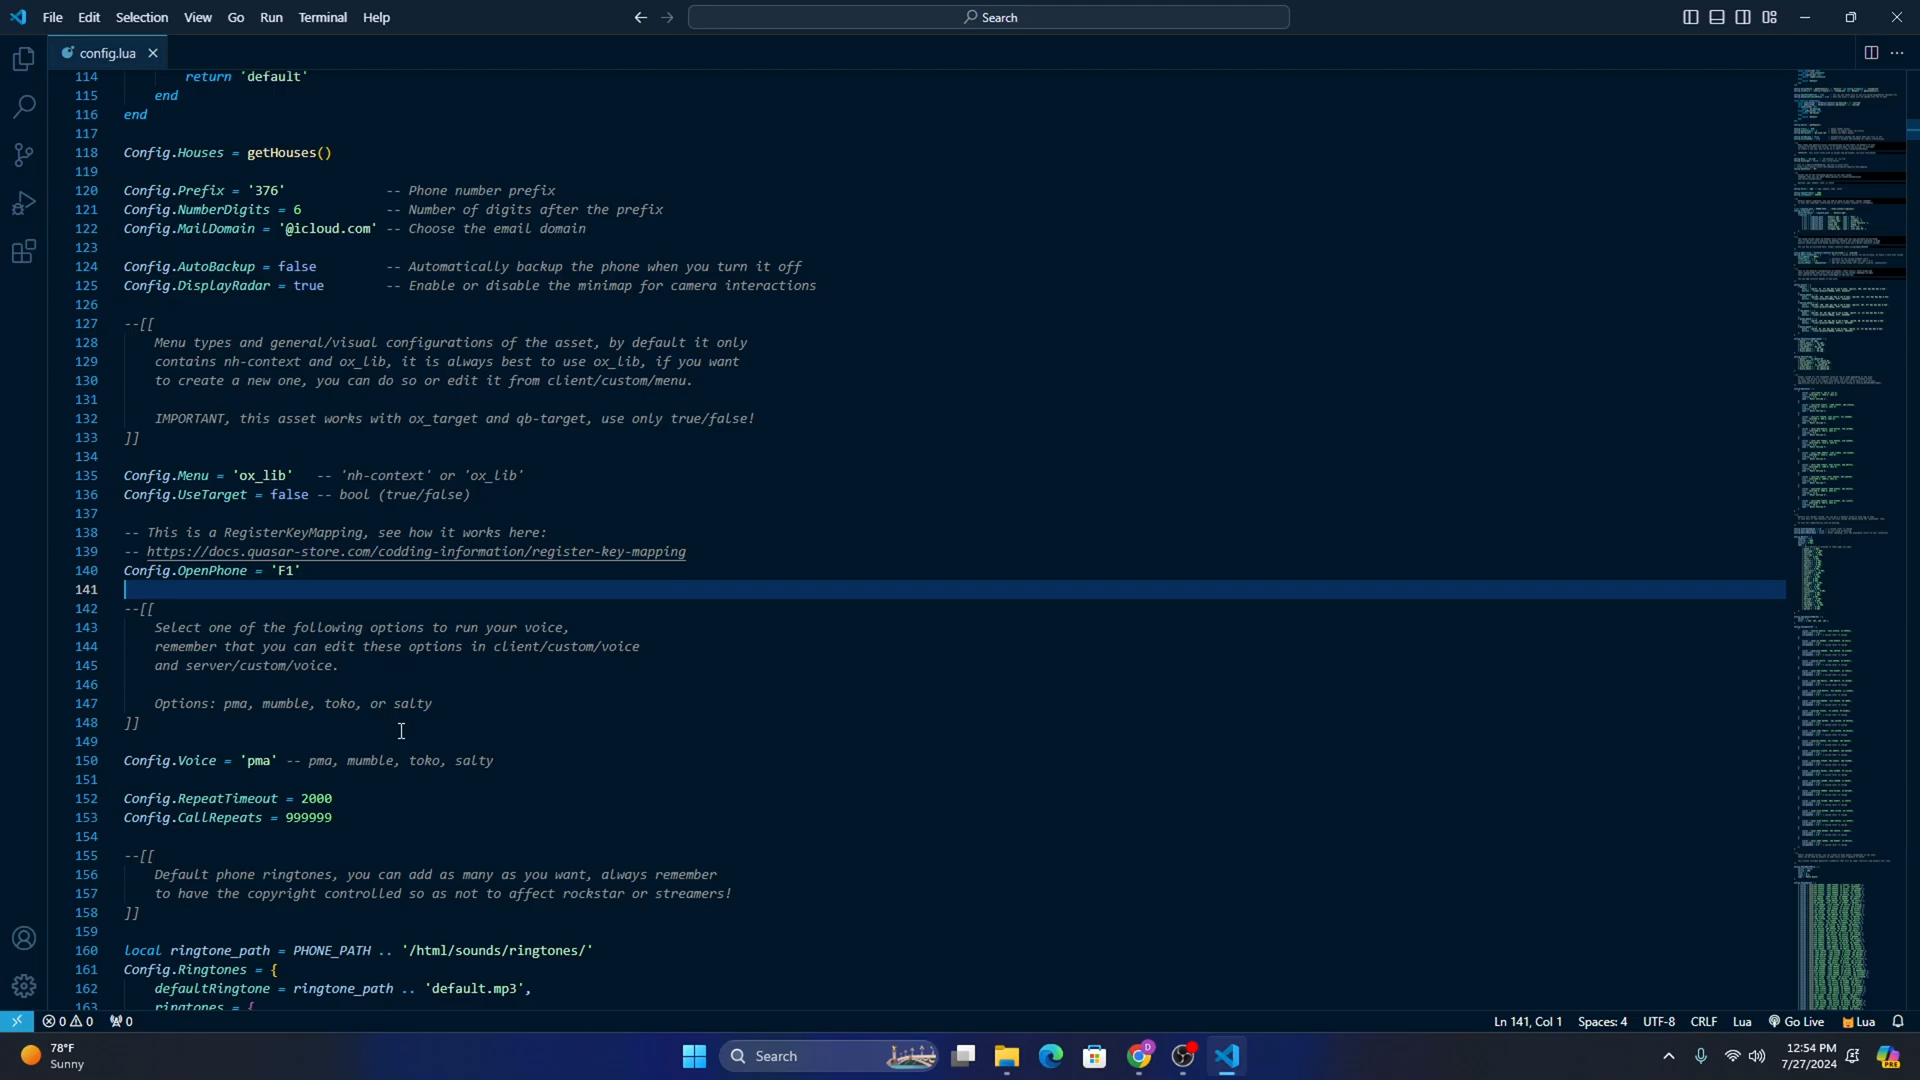 File Edit Selection View Go Run Terminal Help
Search
config.lua
114 return 'default'
115 end
116 end
117
118 Config.Houses = getHouses()
119
120 Config.Prefix = '376' -- Phone number prefix
121 Config.NumberDigits = 6 -- Number of digits after the prefix
122 Config.MailDomain = '@icloud.com' -- Choose the email domain
123
124 Config.AutoBackup = false -- Automatically backup the phone when you turn it off
125 Config.DisplayRadar = true -- Enable or disable the minimap for camera interactions
126
127 --[[
128 Menu types and general/visual configurations of the asset, by default it only
129 contains nh-context and ox_lib, it is always best to use ox_lib, if you want
130 to create a new one, you can do so or edit it from client/custom/menu.
131
132 IMPORTANT, this asset works with ox_target and qb-target, use only true/false!
133 ]]
134
135 Config.Menu = 'ox_lib' -- 'nh-context' or 'ox_lib'
136 Config.UseTarget = false -- bool (true/false)
137
138 -- This is a RegisterKeyMapping, see how it works here:
139 -- https://docs.quasar-store.com/codding-information/register-key-mapping
140 Config.OpenPhone = 'F1'
141
142 --[[
143 Select one of the following options to run your voice,
144 remember that you can edit these options in client/custom/voice
145 and server/custom/voice.
146
147 Options: pma, mumble, toko, or salty
148 ]]
149
150 Config.Voice = 'pma' -- pma, mumble, toko, salty
151
152 Config.RepeatTimeout = 2000
153 Config.CallRepeats = 999999
154
155 --[[
156 Default phone ringtones, you can add as many as you want, always remember
157 to have the copyright controlled so as not to affect rockstar or streamers!
158 ]]
159
160 local ringtone_path = PHONE_PATH .. '/html/sounds/ringtones/'
161 Config.Ringtones = {
162 defaultRingtone = ringtone_path .. 'default.mp3',
163 ringtones = {
0 0 0
Ln 141, Col 1 Spaces: 4 UTF-8 CRLF Lua Go Live Lua
78°F
Sunny
Search
12:54 PM
7/27/2024
PRE